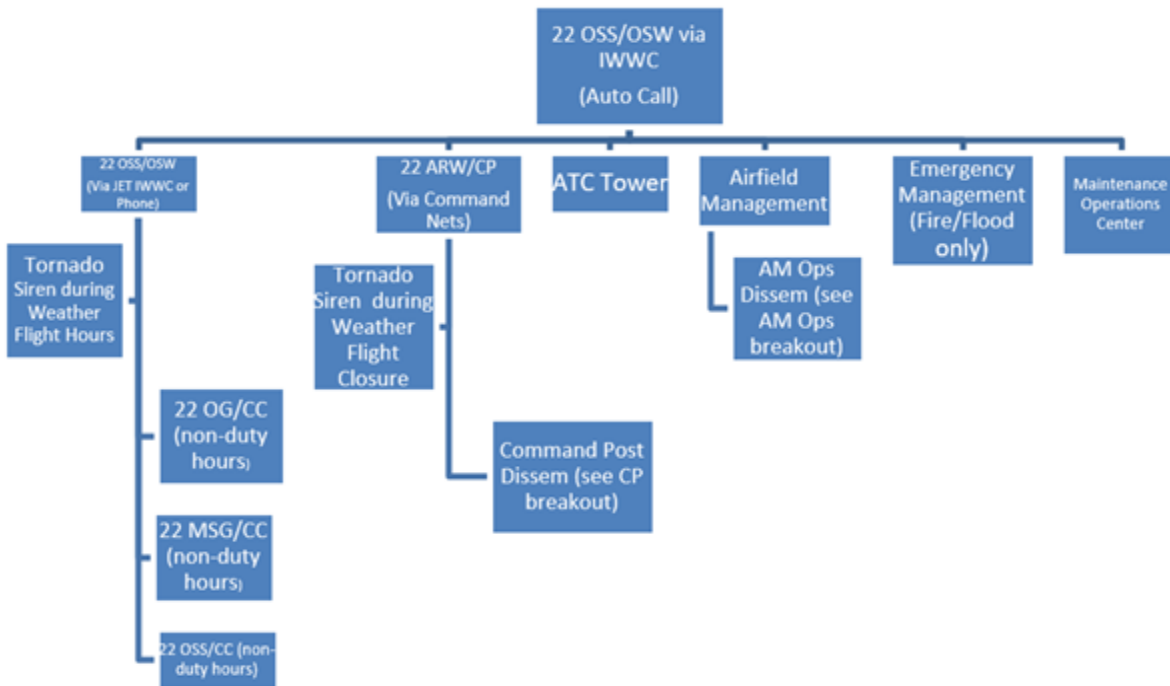 22 OSS/OSW via
IWWC
(Auto Call)
22 OSS/OSW
(Via JET IWWC or
Phone)
22 ARW/CP
(Via Command
Nets)
ATC Tower
Airfield
Management
Emergency
Management
(Fire/Flood
only)
Maintenance
Operations
Center
Tornado
Siren during
Weather
Flight Hours
Tornado
Siren during
Weather
Flight
Closure
AM Ops
Dissem (see
AM Ops
breakout)
22 OG/CC
(non-duty
hours)
Command Post
Dissem (see CP
breakout)
22 MSG/CC
(non-duty
hours)
22 OSS/CC (non-
duty hours)